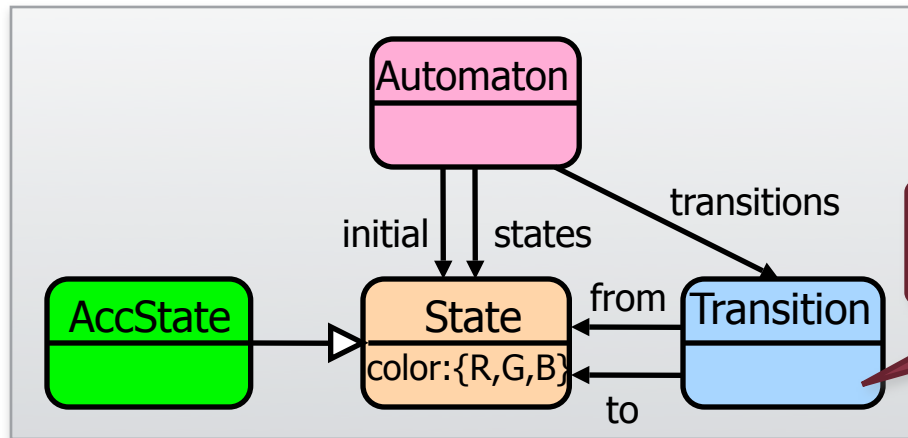 Automaton
initial
states
transitions
AccState
State
color:{R,G,B}
from
to
Transition